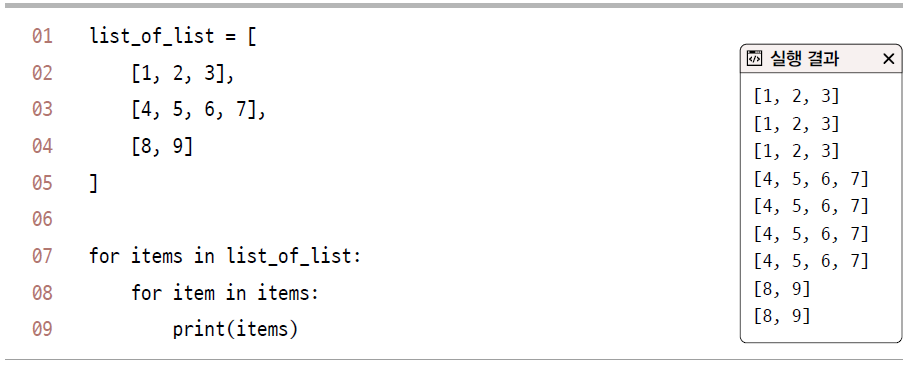 01 list_of_list = [
02 [1, 2, 3],
03 [4, 5, 6, 7],
04 [8, 9]
05 ]
06
07 for items in list_of_list:
08 for item in items:
09 print(items)
실행 결과
[1, 2, 3]
[1, 2, 3]
[1, 2, 3]
[4, 5, 6, 7]
[4, 5, 6, 7]
[4, 5, 6, 7]
[4, 5, 6, 7]
[8, 9]
[8, 9]